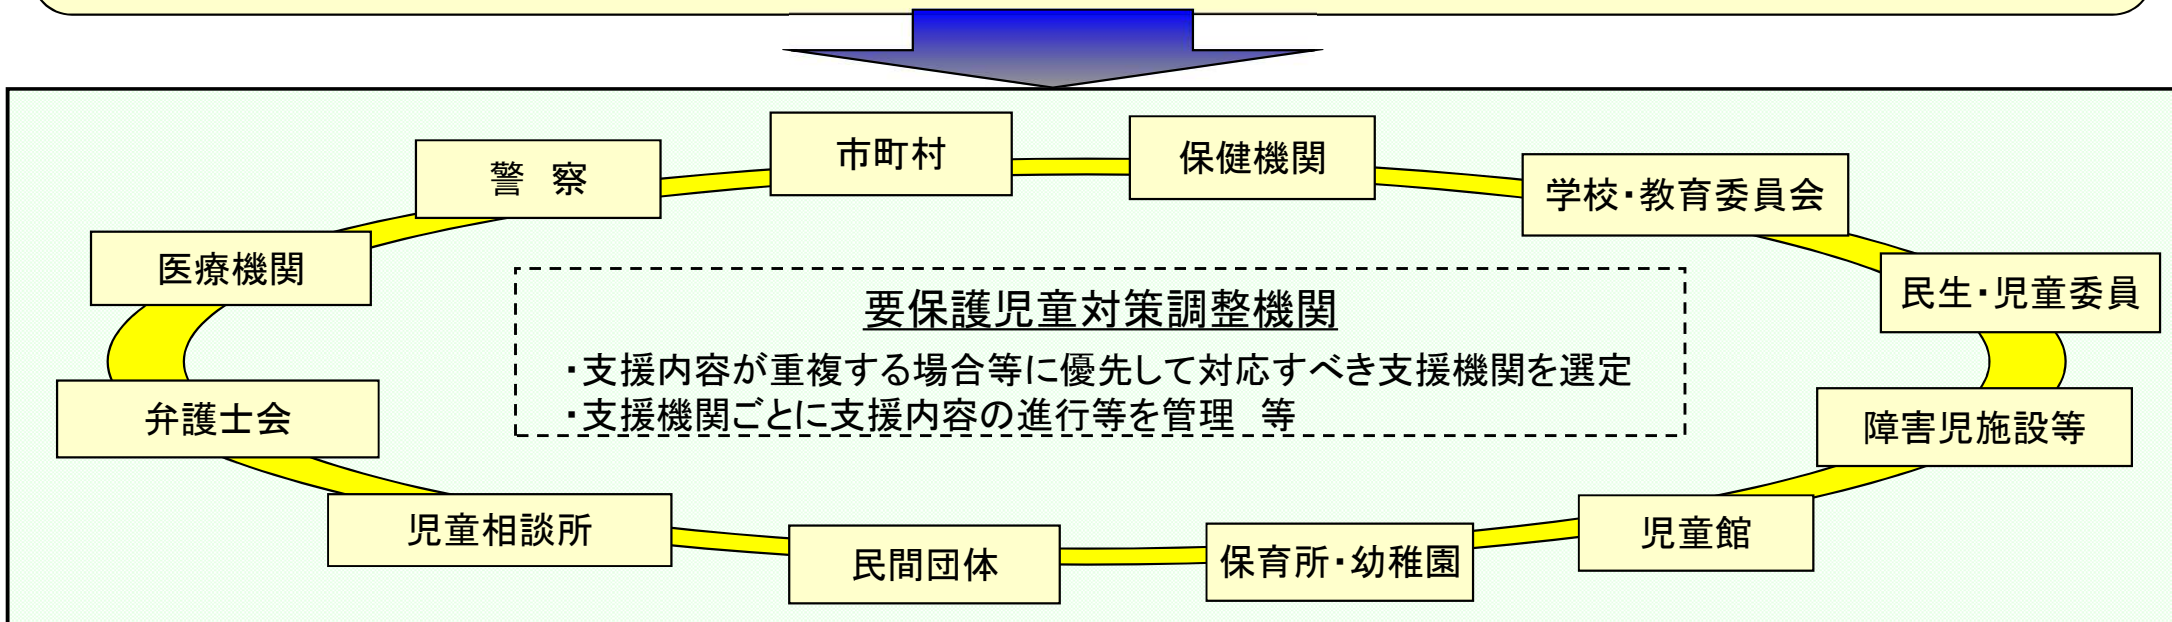 市町村
保健機関
警　察
学校・教育委員会
医療機関
民生・児童委員
要保護児童対策調整機関
・支援内容が重複する場合等に優先して対応すべき支援機関を選定
・支援機関ごとに支援内容の進行等を管理　等
弁護士会
障害児施設等
児童相談所
民間団体
保育所・幼稚園
児童館